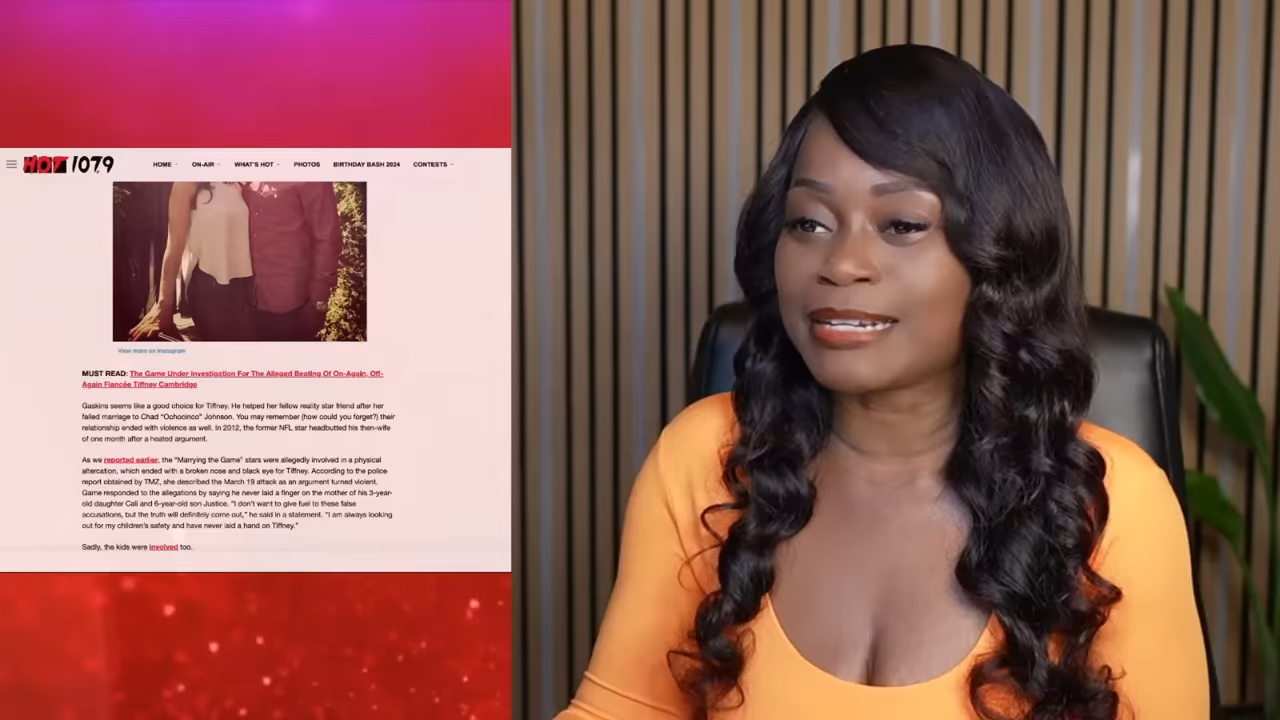 HOT 107.9
HOME
ON-AIR
WHAT'S HOT
PHOTOS
BIRTHDAY BASH 2024
CONTESTS
View more on Instagram
MUST READ: The Game Under Investigation For The Alleged Beating Of On-Again, Off-
Again Fiancée Tiffney Cambridge
Gaskins seems like a good choice for Tiffney. He helped her fellow reality star friend after her
failed marriage to Chad "Ochocinco" Johnson. You may remember (how could you forget?) their
relationship ended with violence as well. In 2012, the former NFL star headbutted his then-wife
of one month after a heated argument.
As we reported earlier, the "Marrying the Game" stars were allegedly involved in a physical
altercation, which ended with a broken nose and black eye for Tiffney. According to the police
report obtained by TMZ, she described the March 19 attack as an argument turned violent.
Game responded to the allegations by saying he never laid a finger on the mother of his 3-year-
old daughter Cali and 6-year-old son Justice. "I don't want to give fuel to these false
accusations, but the truth will definitely come out," he said in a statement. "I am always looking
out for my children's safety and have never laid a hand on Tiffney."
Sadly, the kids were involved too.